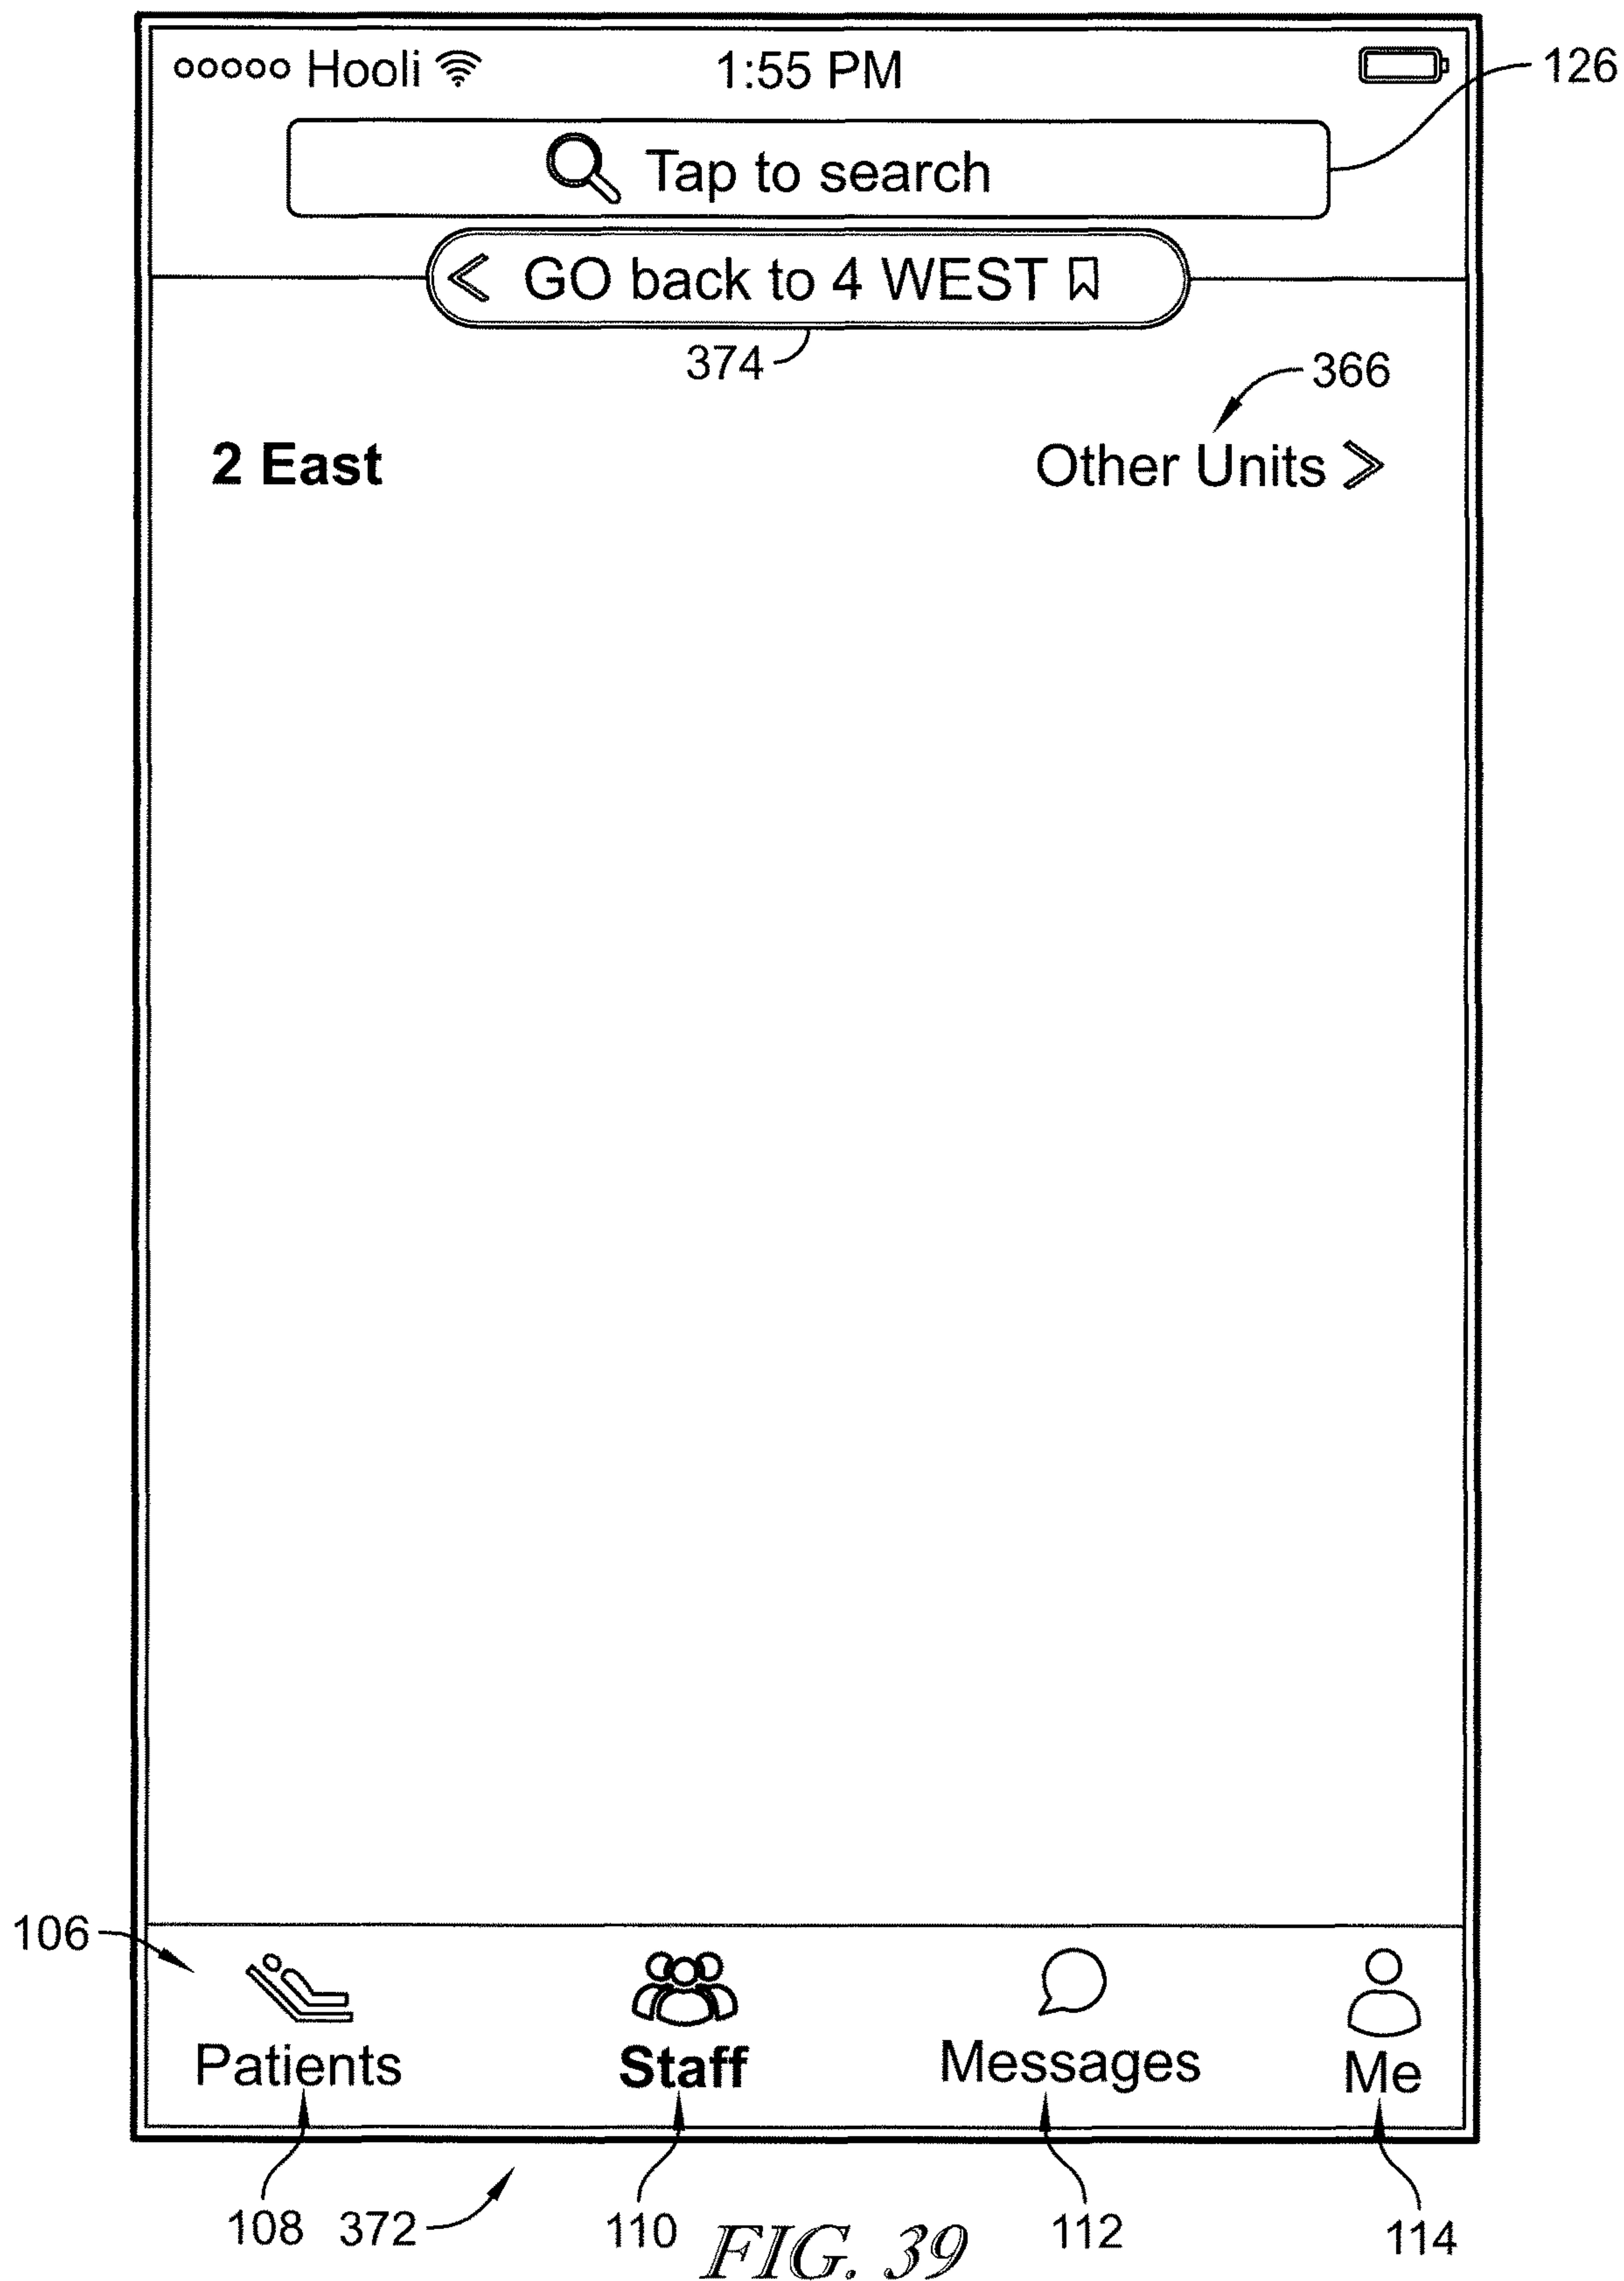 Hooli 1:55 PM
126
Tap to search
GO back to 4 WEST
374
366
2 East Other Units
106
Patients Staff Messages Me
108 372 110 112 114
FIG. 39